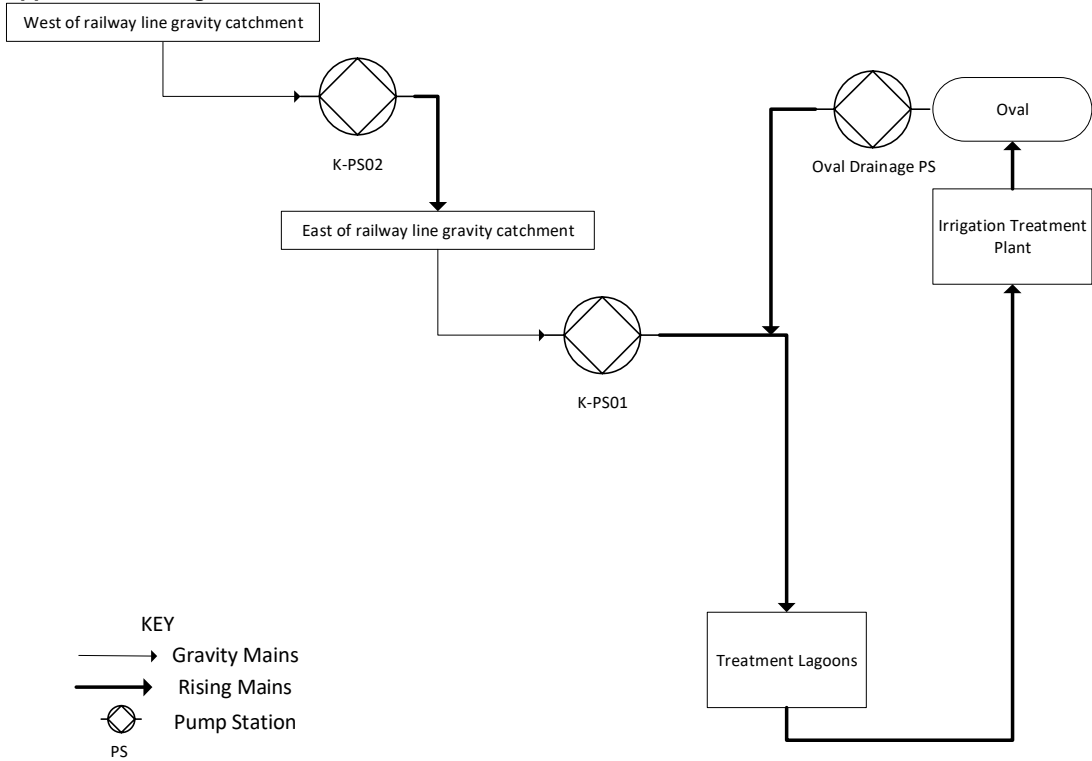 West of railway line gravity catchment
K-PS02
Oval
Oval Drainage PS
East of railway line gravity catchment
Irrigation Treatment
Plant
K-PS01
Treatment Lagoons
KEY
Gravity Mains
Rising Mains
Pump Station
PS